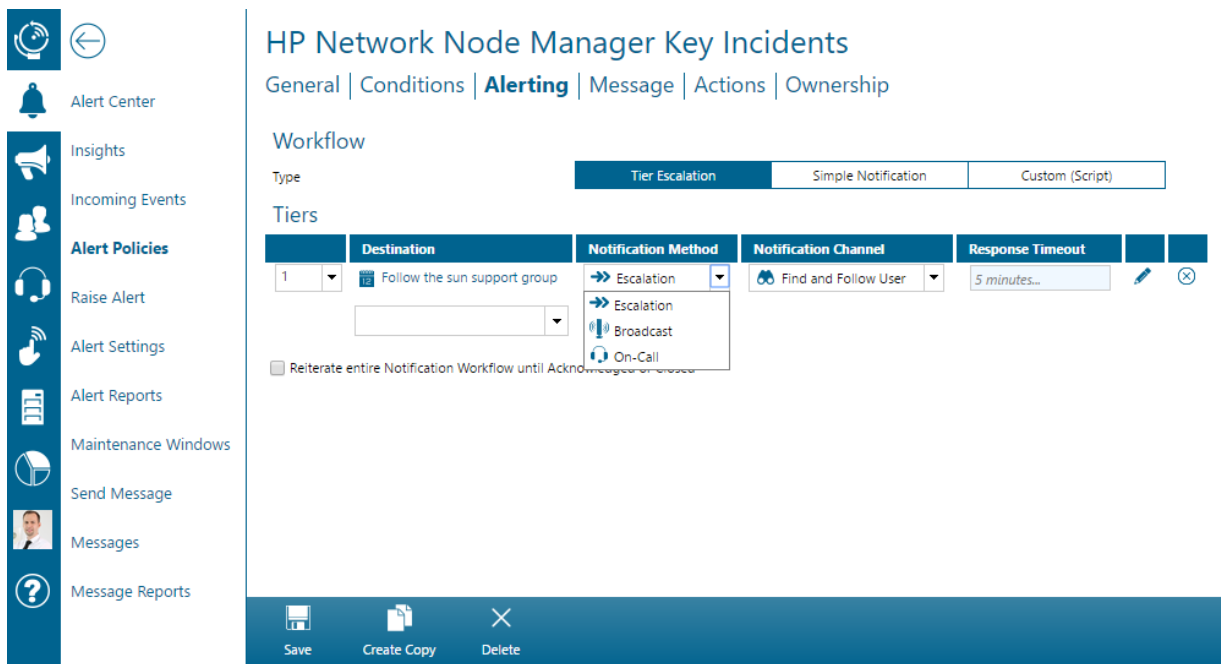 HP Network Node Manager Key Incidents
General | Conditions | Alerting | Message | Actions | Ownership
Alert Center
Insights
Incoming Events
Alert Policies
Raise Alert
Alert Settings
Alert Reports
Maintenance Windows
Send Message
Messages
Message Reports
Workflow
Type Tier Escalation Simple Notification Custom (Script)
Tiers
Destination Notification Method Notification Channel Response Timeout
1 12 Follow the sun support group Escalation Find and Follow User 5 minutes...
Escalation
Broadcast
On-Call
Reiterate entire Notification Workflow until
Save Create Copy Delete